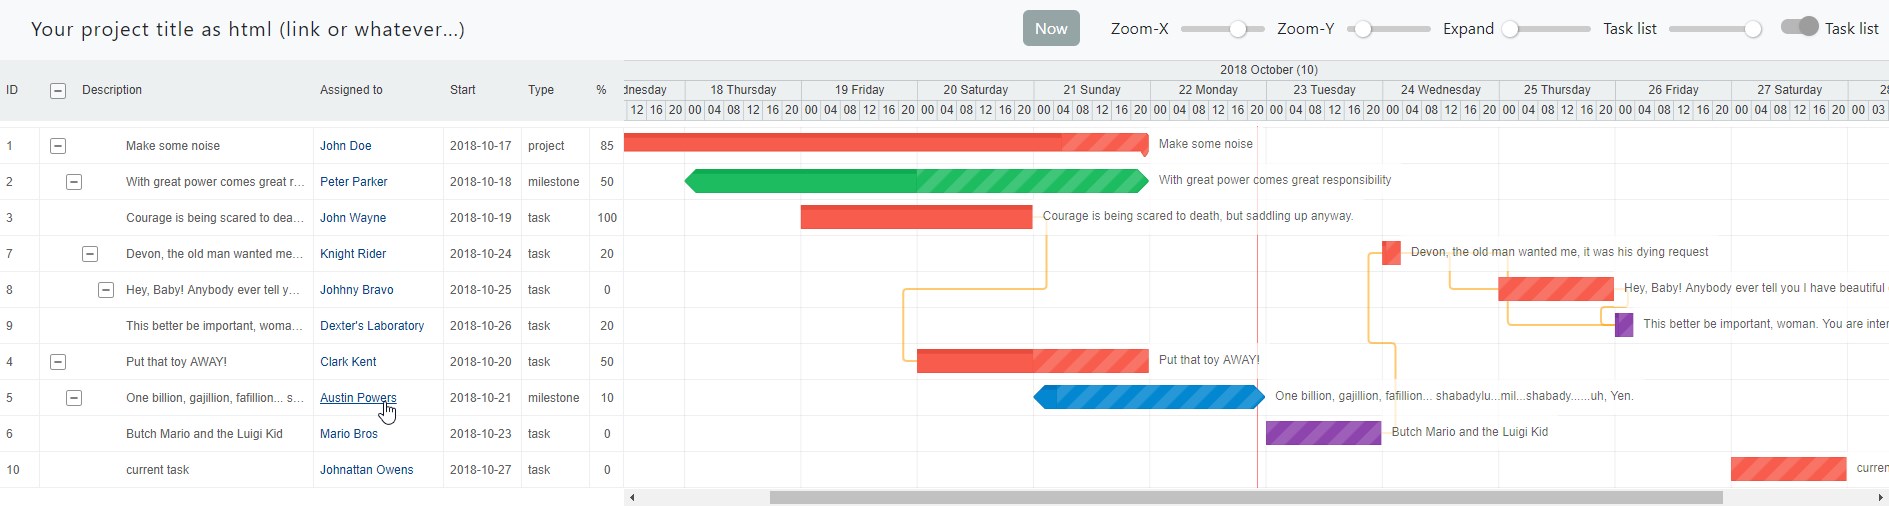 Your project title as html (link or whatever...)
Now Zoom-X Zoom-Y Expand Task list Task list
ID Description Assigned to Start Type %
2018 October (10)
dnesday 18 Thursday 19 Friday 20 Saturday 21 Sunday 22 Monday 23 Tuesday 24 Wednesday 25 Thursday 26 Friday 27 Saturday 28
12 16 20 00 04 08 12 16 20 00 04 08 12 16 20 00 04 08 12 16 20 00 04 08 12 16 20 00 04 08 12 16 20 00 04 08 12 16 20 00 04 08 12 16 20 00 04 08 12 16 20 00 04 08 12 16 20 00 04 08 12 16 20 00 03
1 Make some noise John Doe 2018-10-17 project 85 Make some noise
2 With great power comes great r... Peter Parker 2018-10-18 milestone 50 With great power comes great responsibility
3 Courage is being scared to dea... John Wayne 2018-10-19 task 100 Courage is being scared to death, but saddling up anyway.
7 Devon, the old man wanted me... Knight Rider 2018-10-24 task 20 Devon, the old man wanted me, it was his dying request
8 Hey, Baby! Anybody ever tell y... Johhny Bravo 2018-10-25 task 0 Hey, Baby! Anybody ever tell you I have beautiful
9 This better be important, woma... Dexter's Laboratory 2018-10-26 task 20 This better be important, woman. You are inter
4 Put that toy AWAY! Clark Kent 2018-10-20 task 50 Put that toy AWAY!
5 One billion, gajillion, fafillion... s... Austin Powers 2018-10-21 milestone 10 One billion, gajillion, fafillion... shabadylu...mil...shabady......uh, Yen.
6 Butch Mario and the Luigi Kid Mario Bros 2018-10-23 task 0 Butch Mario and the Luigi Kid
10 current task Johnattan Owens 2018-10-27 task 0 curren